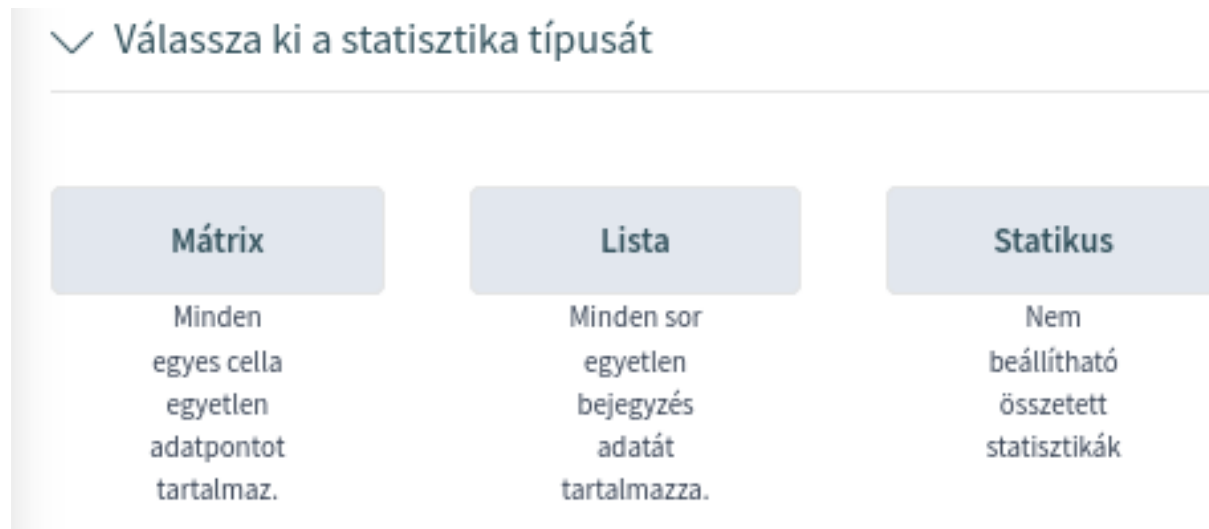 Válassza ki a statisztika típusát
Mátrix
Minden
egyes cella
egyetlen
adatpontot
tartalmaz.
Lista
Minden sor
egyetlen
bejegyzés
adatát
tartalmazza.
Statikus
Nem
beállítható
összetett
statisztikák